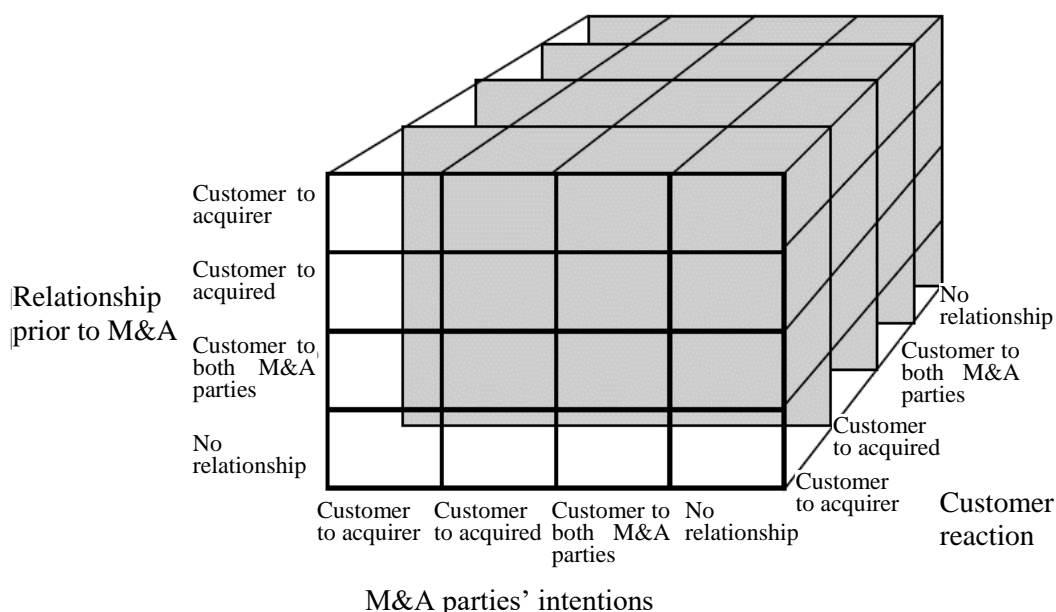 Customer to
acquirer
Customer to
acquired
Relationship
prior to M&A
Customer to
both M&A
parties
No
relationship
No
relationship
Customer to
both M&A
parties
Customer
to acquired
Customer
to acquirer
Customer
reaction
Customer
to acquirer
Customer
to acquired
Customer to
both M&A
parties
No
relationship
M&A parties’ intentions